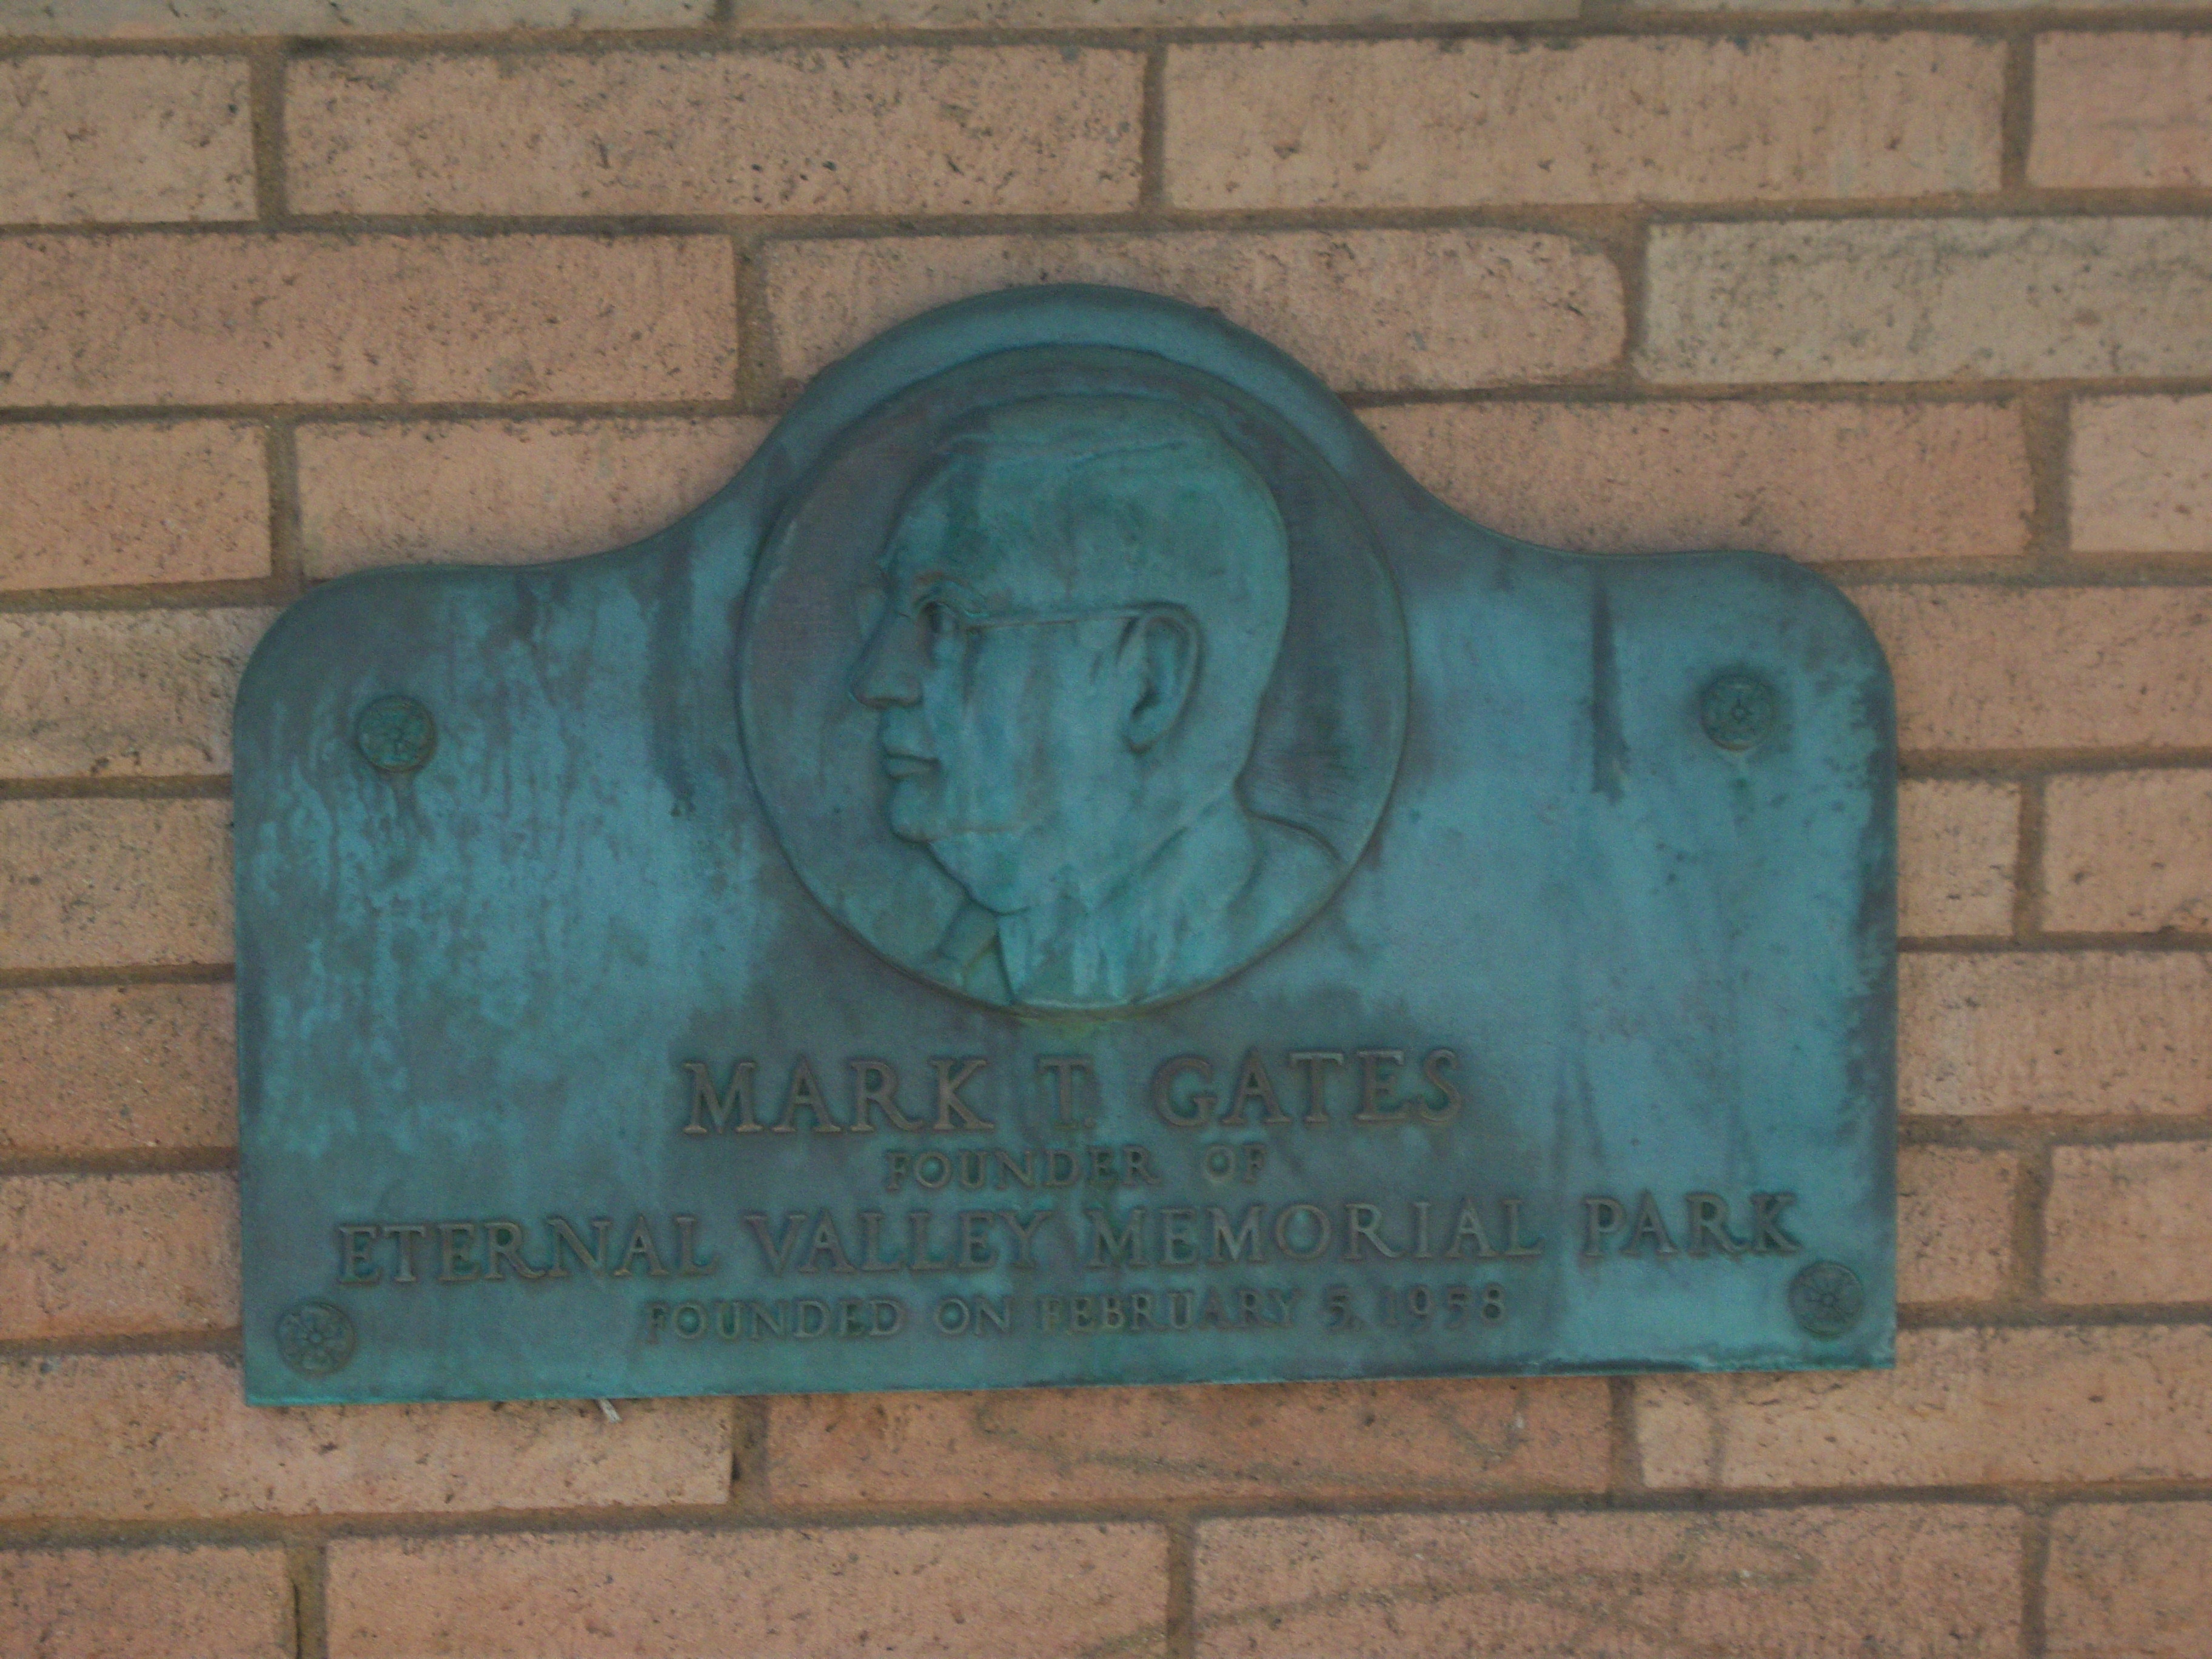 MARK T. GATES
FOUNDER OF
ETERNAL VALLEY MEMORIAL PARK
FOUNDED ON FEBRUARY 5, 1958